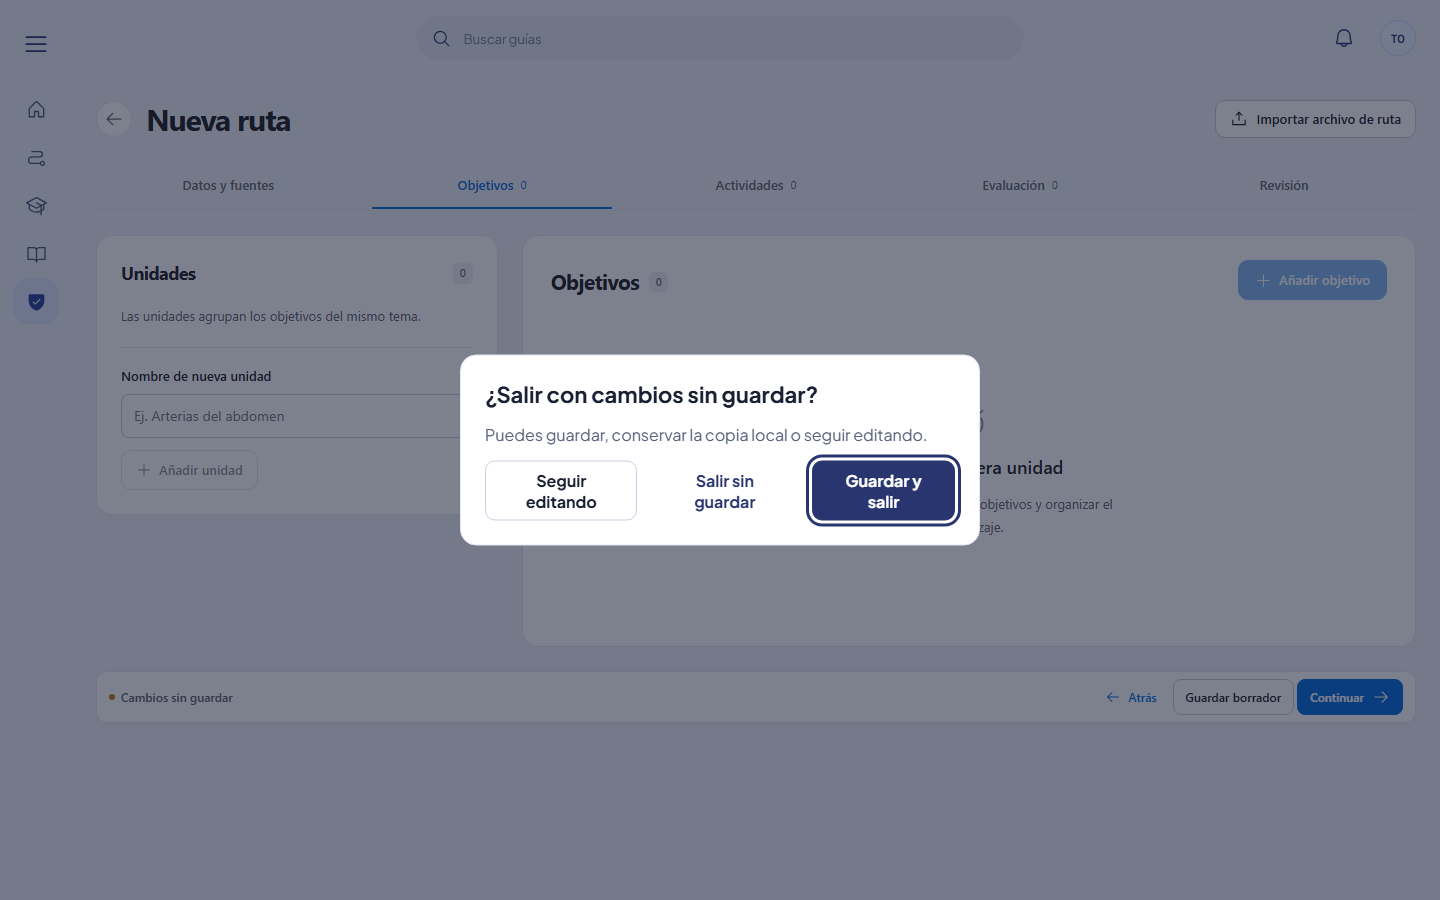 Buscar guías
TO
Nueva ruta
Importar archivo de ruta
Datos y fuentes
Objetivos 0
Actividades 0
Evaluación 0
Revisión
Unidades 0
Las unidades agrupan los objetivos del mismo tema.
Nombre de nueva unidad
Ej. Arterias del abdomen
Añadir unidad
Objetivos 0
Añadir objetivo
unidad
objetivos y organizar el
¿Salir con cambios sin guardar?
Puedes guardar, conservar la copia local o seguir editando.
Seguir
editando
Salir sin
guardar
Guardar y
salir
Cambios sin guardar
Atrás
Guardar borrador
Continuar